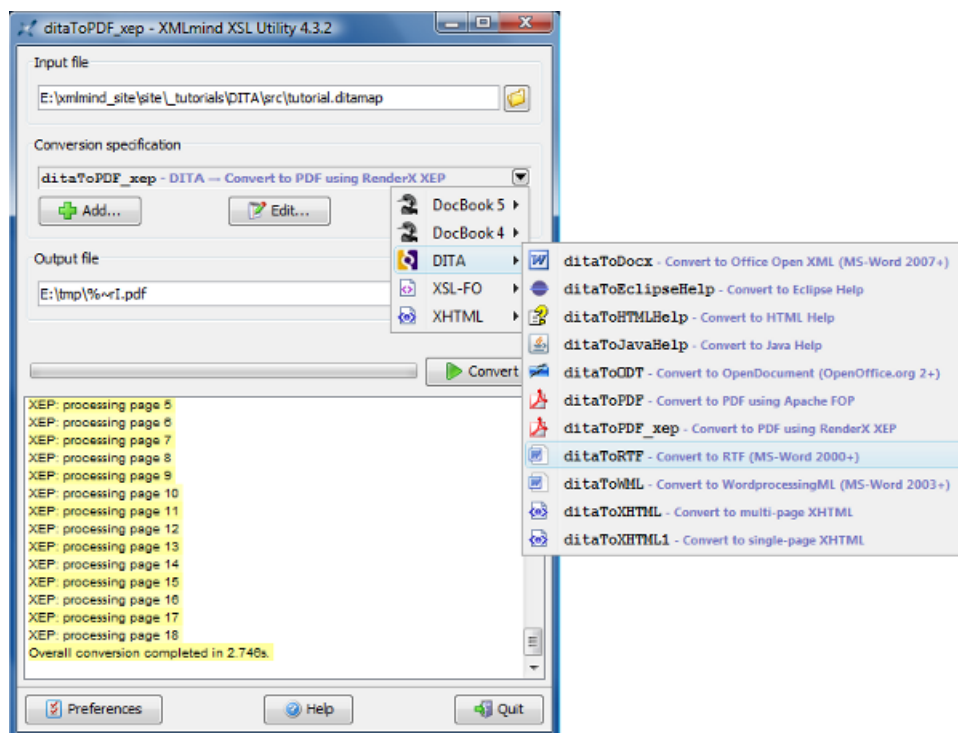 ditaToPDF_xep - XMLmind XSL Utility 4.3.2
Input file
E:\xmlmind_site\site\_tutorials\DITA\src\tutorial.ditamap
Conversion specification
ditaToPDF_xep - DITA — Convert to PDF using RenderX XEP
Add...
Edit...
DocBook 5
DocBook 4
DITA
XSL-FO
XHTML
ditaToDocx - Convert to Office Open XML (MS-Word 2007+)
ditaToEclipseHelp - Convert to Eclipse Help
ditaToHTMLHelp - Convert to HTML Help
ditaToJavaHelp - Convert to Java Help
ditaToODT - Convert to OpenDocument (OpenOffice.org 2+)
ditaToPDF - Convert to PDF using Apache FOP
ditaToPDF_xep - Convert to PDF using RenderX XEP
ditaToRTF - Convert to RTF (MS-Word 2000+)
ditaToWML - Convert to WordprocessingML (MS-Word 2003+)
ditaToXHTML - Convert to multi-page XHTML
ditaToXHTML1 - Convert to single-page XHTML
Output file
E:\tmp\%~rI.pdf
Convert
XEP: processing page 5
XEP: processing page 6
XEP: processing page 7
XEP: processing page 8
XEP: processing page 9
XEP: processing page 10
XEP: processing page 11
XEP: processing page 12
XEP: processing page 13
XEP: processing page 14
XEP: processing page 15
XEP: processing page 16
XEP: processing page 17
XEP: processing page 18
Overall conversion completed in 2.746s.
Preferences
Help
Quit